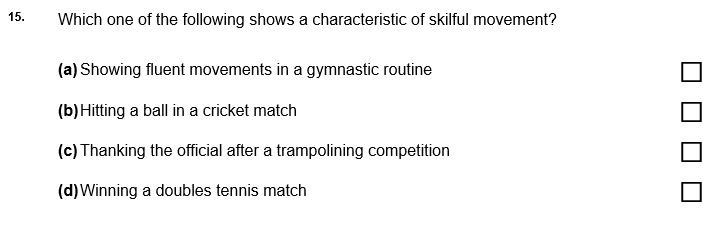 15. Which one of the following shows a characteristic of skilful movement?
(a) Showing fluent movements in a gymnastic routine
(b) Hitting a ball in a cricket match
(c) Thanking the official after a trampolining competition
(d) Winning a doubles tennis match